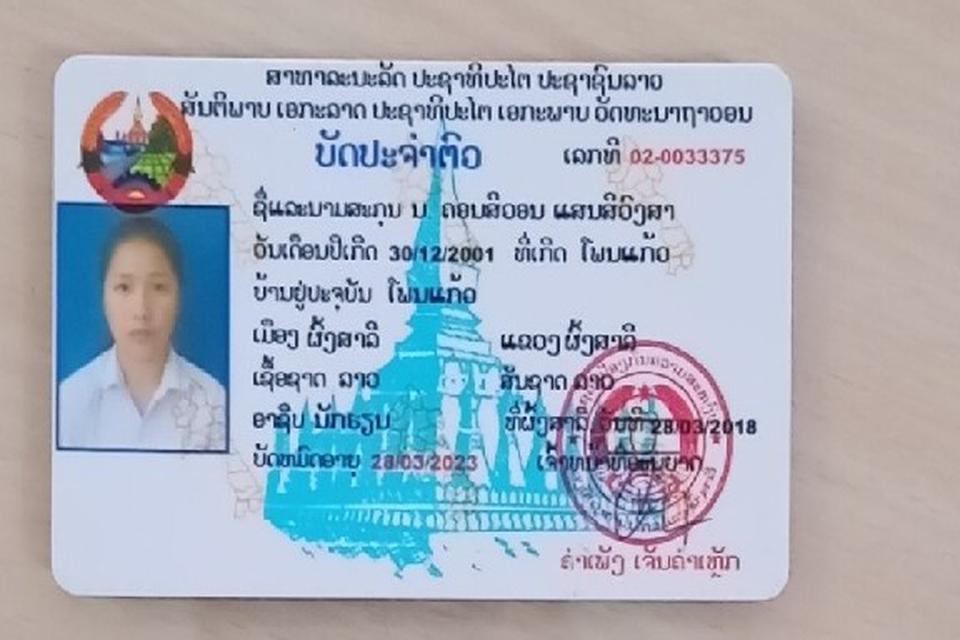 ສາທາລະນະລັດ ປະຊາທິປະໄຕ ປະຊາຊົນລາວ
ສັນຕິພາບ ເອກະລາດ ປະຊາທິປະໄຕ ເອກະພາບ ວັດທະນາຖາວອນ
ບັດປະຈຳຕົວ ເລກທີ 02-0033375
ຊື່ແລະນາມສະກຸນ ນ. ຄອນສີວອນ ແສນສີວົງສາ
ວັນເດືອນປີເກີດ 30/12/2001 ທີ່ເກີດ ໂພນແກ້ວ
ບ້ານຢູ່ປະຈຸບັນ ໂພນແກ້ວ
ເມືອງ ຜົ້ງສາລີ ແຂວງ ຜົ້ງສາລີ
ເຊື້ອຊາດ ລາວ ສັນຊາດ ລາວ
ອາຊີບ ນັກຮຽນ ທີ່ຜົ້ງສາລີ, ວັນທີ 28/03/2018
ບັດໝົດອາຍຸ 28/03/2023 ເຈົ້າໜ້າທີ່ອະນຸຍາດ
ຄຳເພັງ ເຈັນຄຳເຫຼັກ